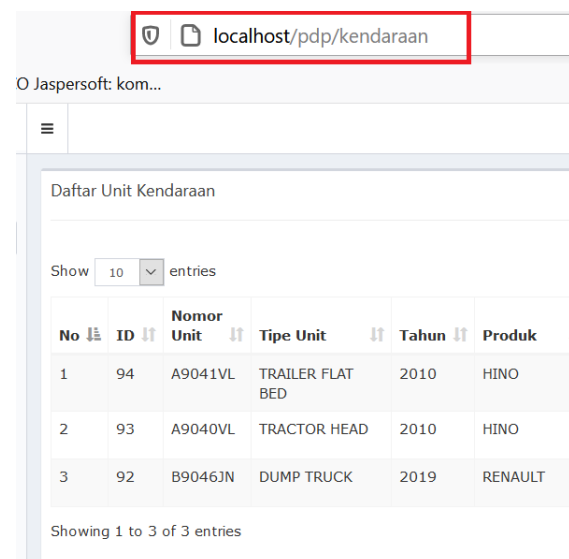 localhost/pdp/kendaraan
O Jaspersoft: kom...
Daftar Unit Kendaraan
Show 10 entries
No ID Nomor Unit Tipe Unit Tahun Produk
1 94 A9041VL TRAILER FLAT BED 2010 HINO
2 93 A9040VL TRACTOR HEAD 2010 HINO
3 92 B9046JN DUMP TRUCK 2019 RENAULT
Showing 1 to 3 of 3 entries